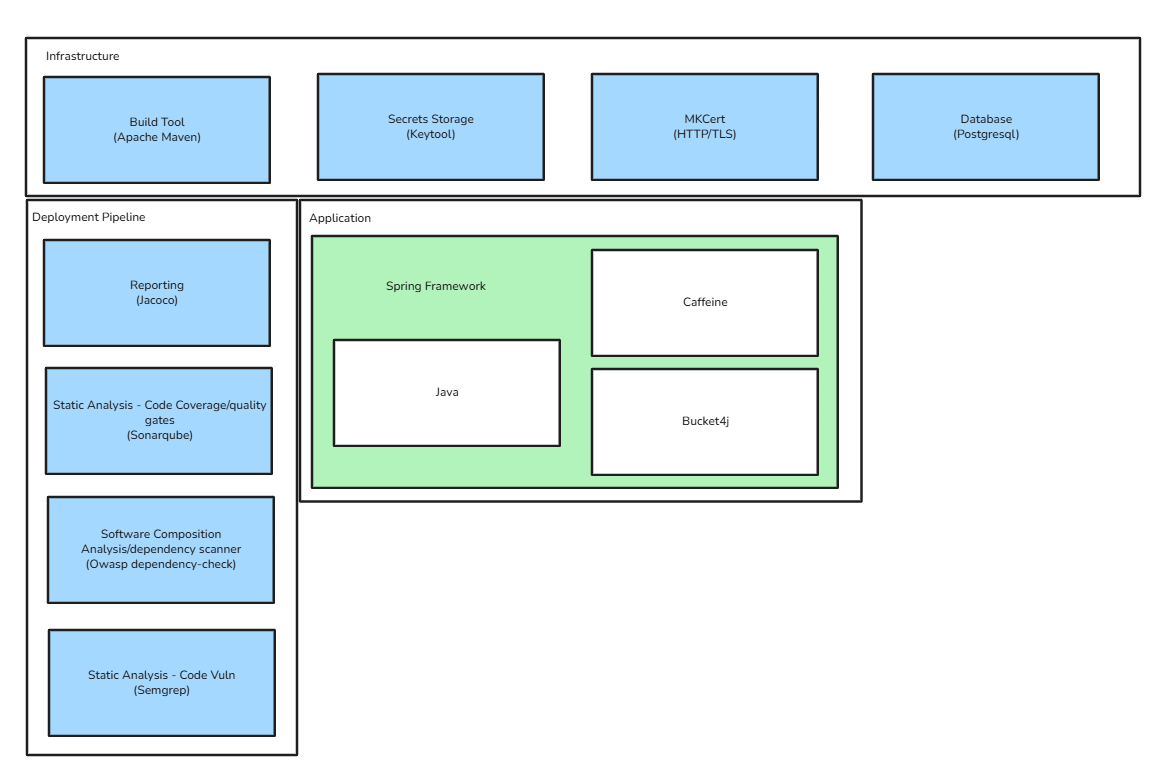 Infrastructure
Build Tool
(Apache Maven)
Secrets Storage
(Keytool)
MKCert
(HTTP/TLS)
Database
(Postgresql)
Deployment Pipeline
Reporting
(Jacoco)
Static Analysis - Code Coverage/quality
gates
(Sonarqube)
Software Composition
Analysis/dependency scanner
(Owasp dependency-check)
Static Analysis - Code Vuln
(Semgrep)
Application
Spring Framework
Java
Caffeine
Bucket4j